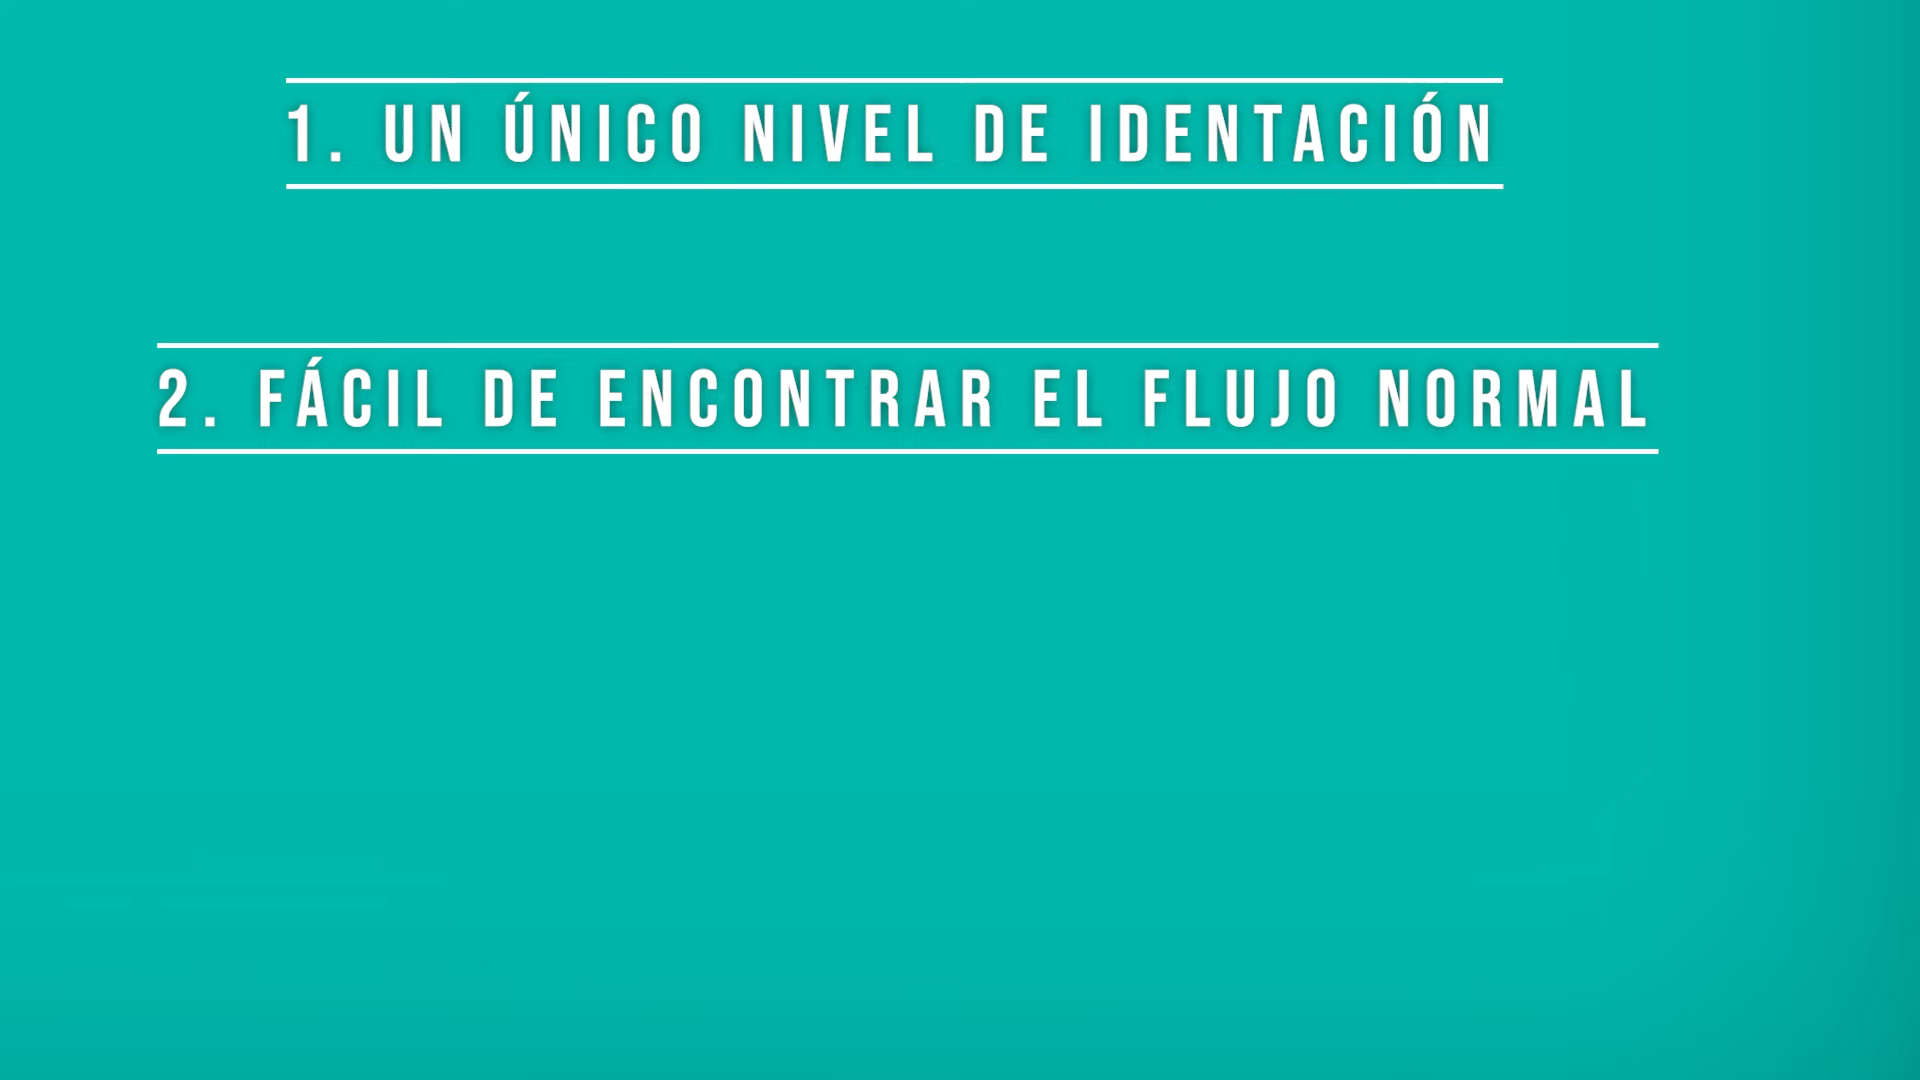 1. UN ÚNICO NIVEL DE IDENTACIÓN
2. FÁCIL DE ENCONTRAR EL FLUJO NORMAL